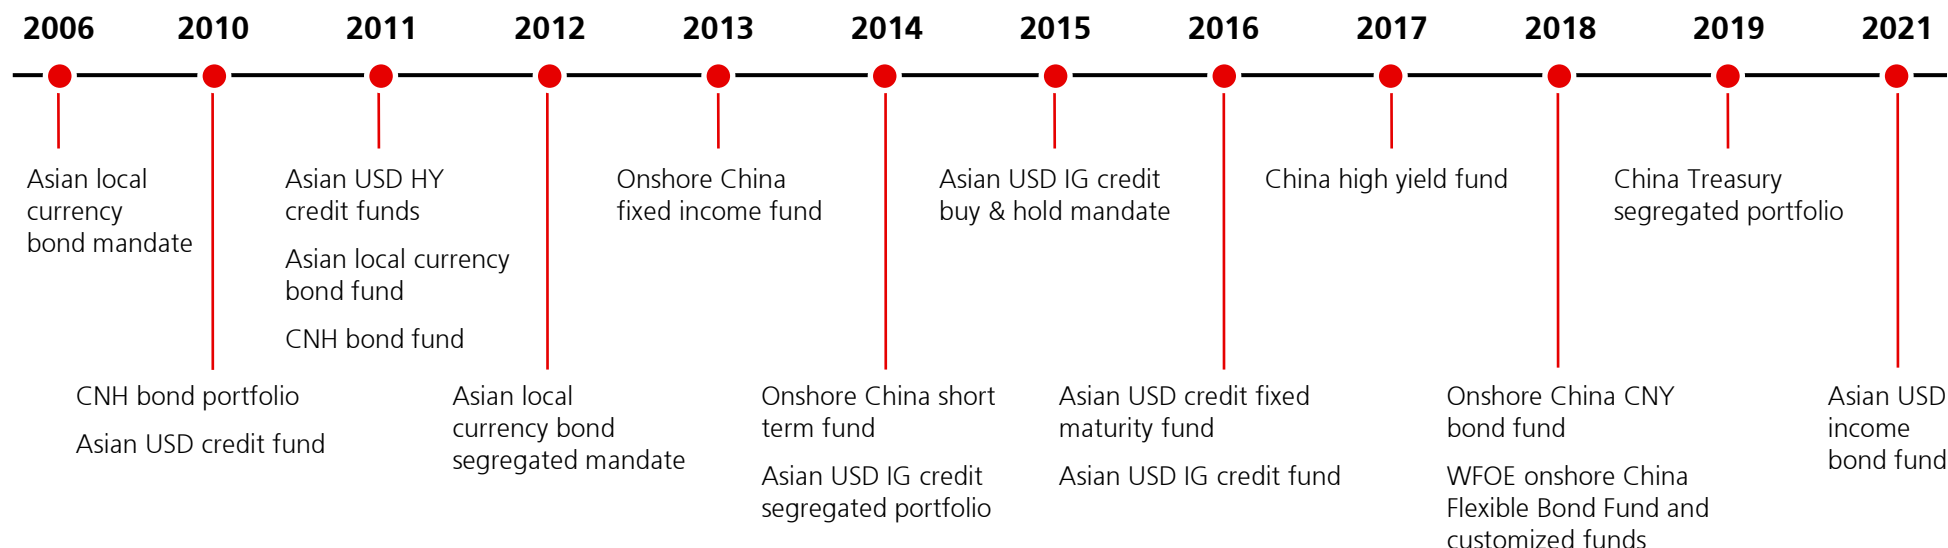 2006 2010 2011 2012 2013 2014 2015 2016 2017 2018 2019 2021
Asian local
currency
bond mandate
CNH bond portfolio
Asian USD credit fund
Asian USD HY
credit funds
Asian local currency
bond fund
CNH bond fund
Asian local
currency bond
segregated mandate
Onshore China
fixed income fund
Onshore China short
term fund
Asian USD IG credit
segregated portfolio
Asian USD IG credit
buy & hold mandate
Asian USD credit fixed
maturity fund
Asian USD IG credit fund
China high yield fund
Onshore China CNY
bond fund
WFOE onshore China
Flexible Bond Fund and
customized funds
China Treasury
segregated portfolio
Asian USD
income
bond fund